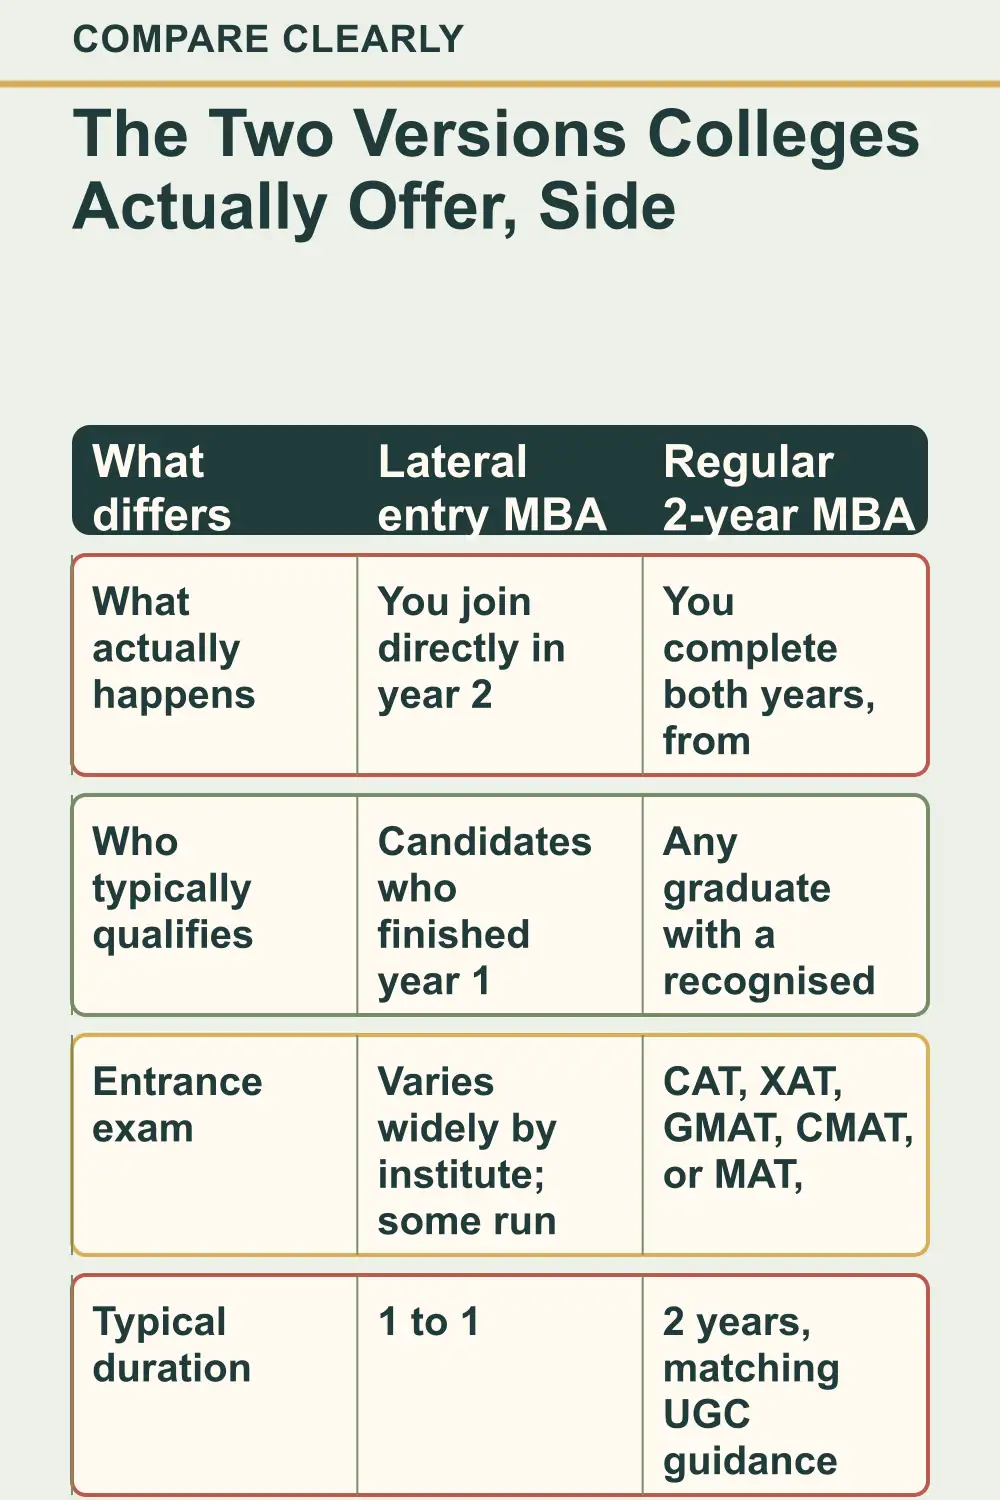 COMPARE CLEARLY
The Two Versions Colleges
Actually Offer, Side
What
differs
Lateral
entry MBA
Regular
2-year MBA
What
actually
happens
You join
directly in
year 2
You
complete
both years,
from
Who
typically
qualifies
Candidates
who
finished
year 1
Any
graduate
with a
recognised
Entrance
exam
Varies
widely by
institute;
some run
CAT, XAT,
GMAT, CMAT,
or MAT,
Typical
duration
1 to 1
2 years,
matching
UGC
guidance